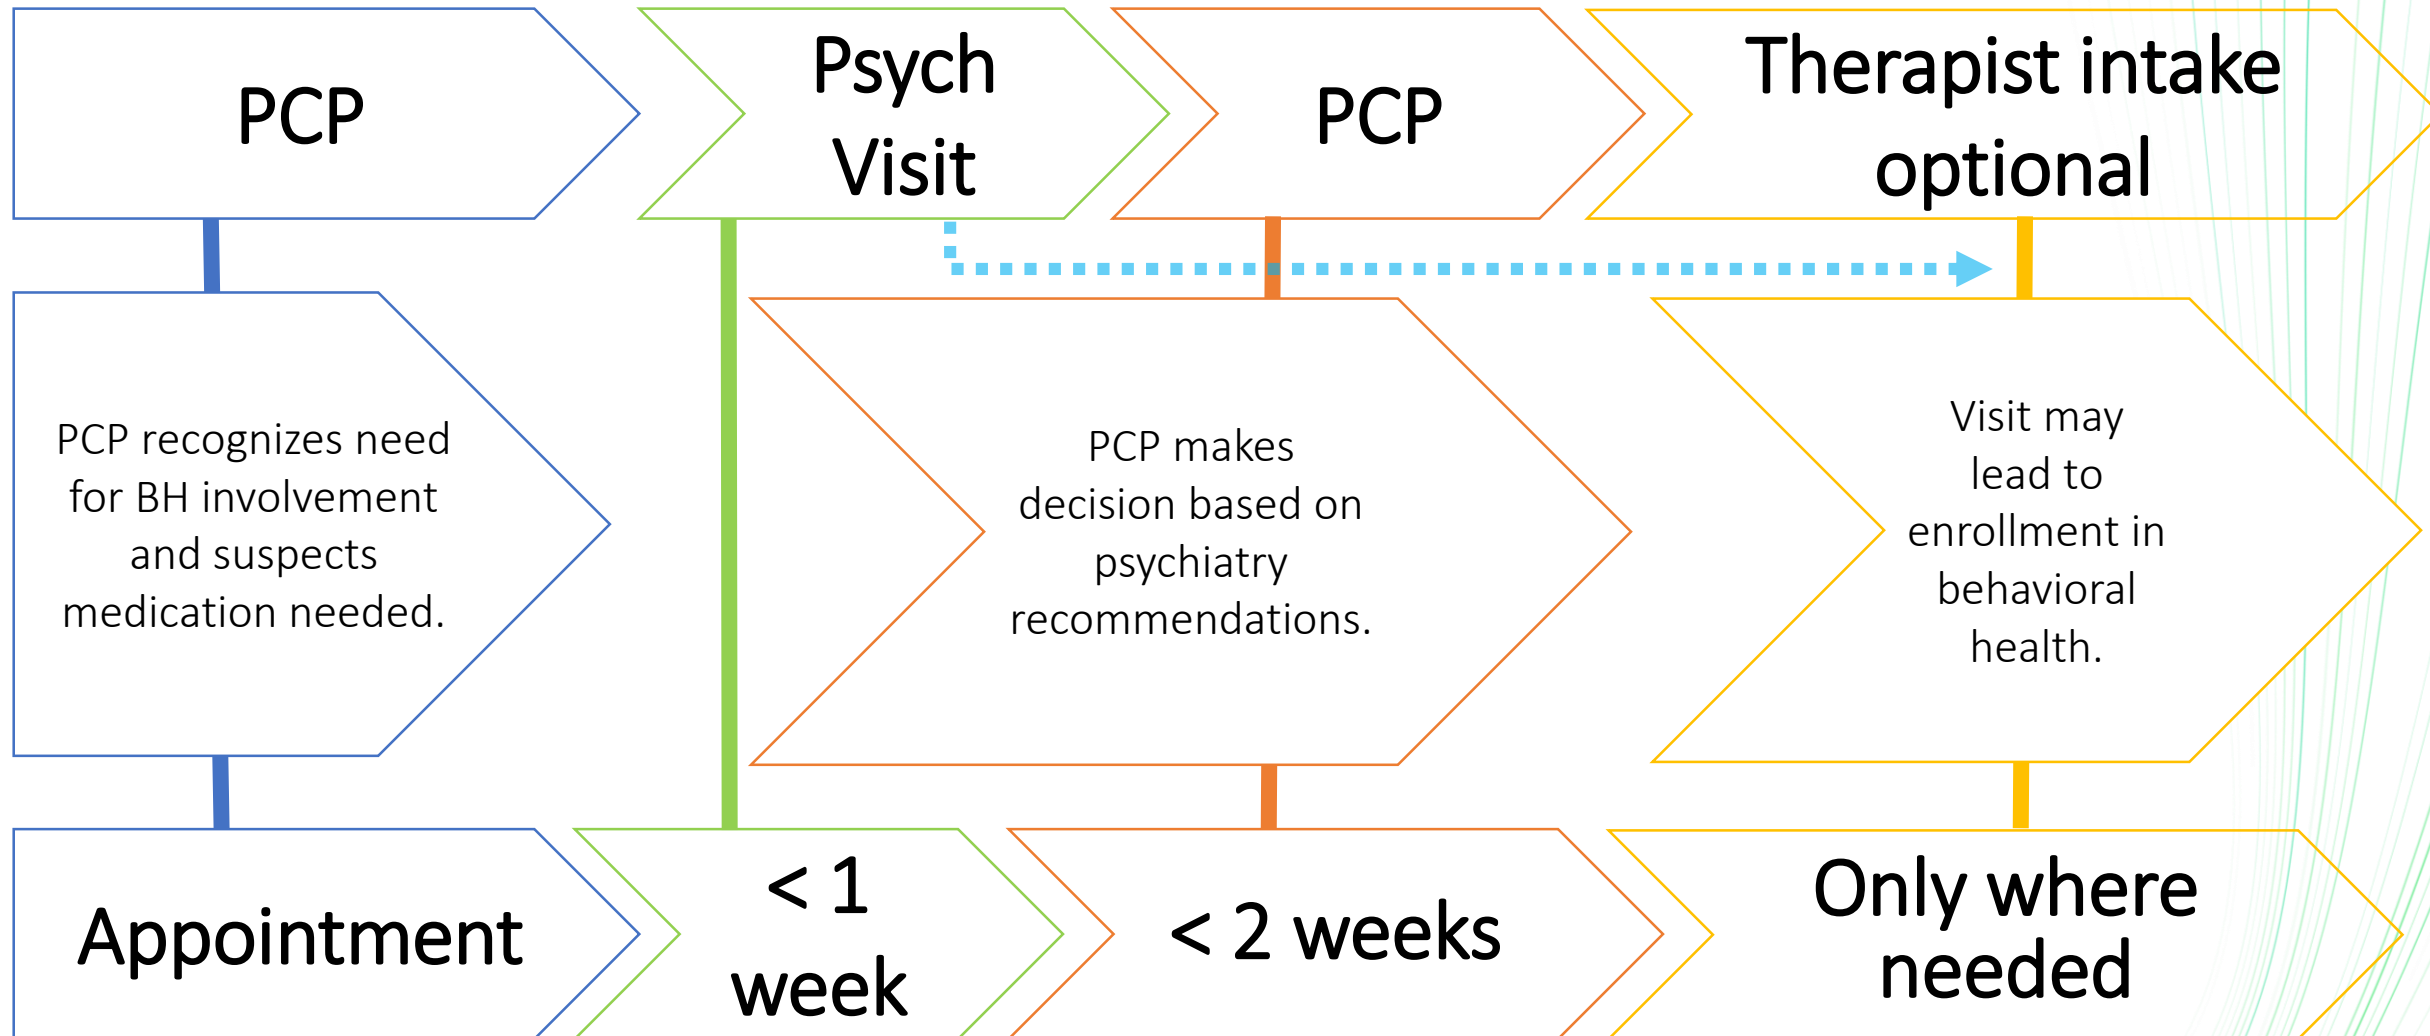 PCP
Psych
Visit
PCP
Therapist intake
optional
PCP recognizes need
for BH involvement
and suspects
medication needed.
PCP makes
decision based on
psychiatry
recommendations.
Visit may
lead to
enrollment in
behavioral
health.
Appointment
< 1
week
< 2 weeks
Only where
needed